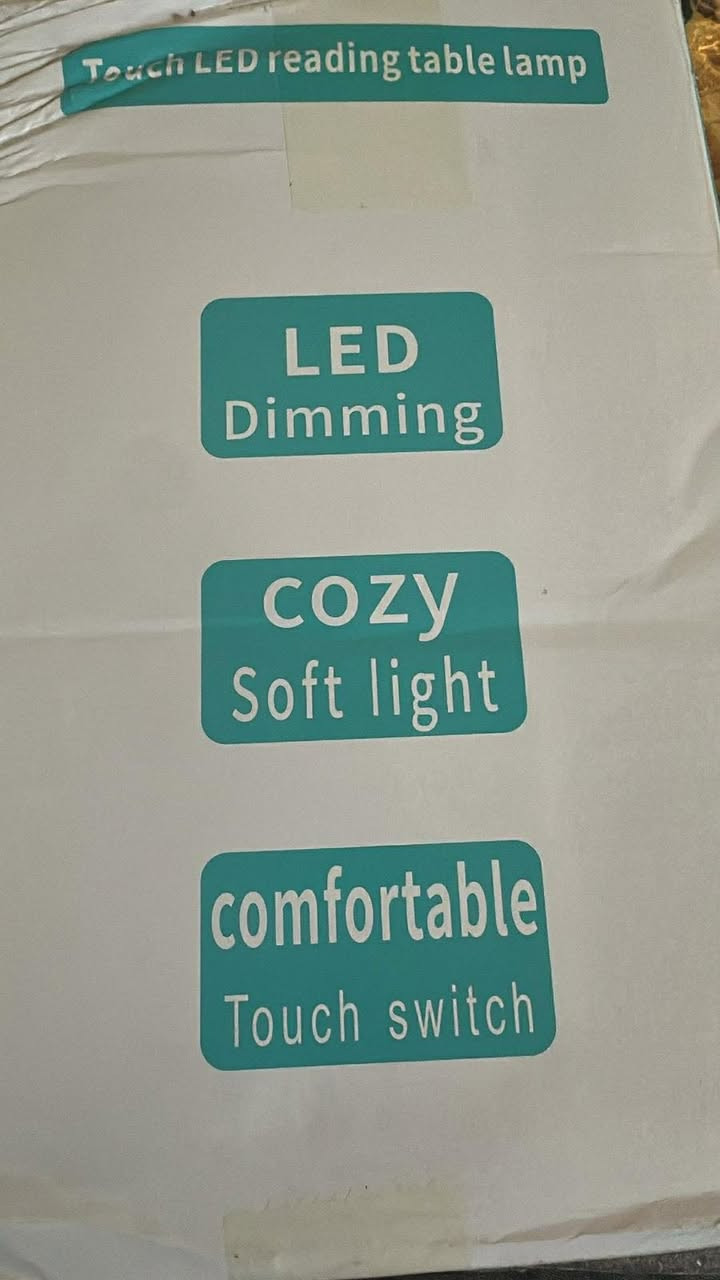 Touch LED reading table lamp
LED
Dimming
cozy
Soft light
comfortable
Touch switch